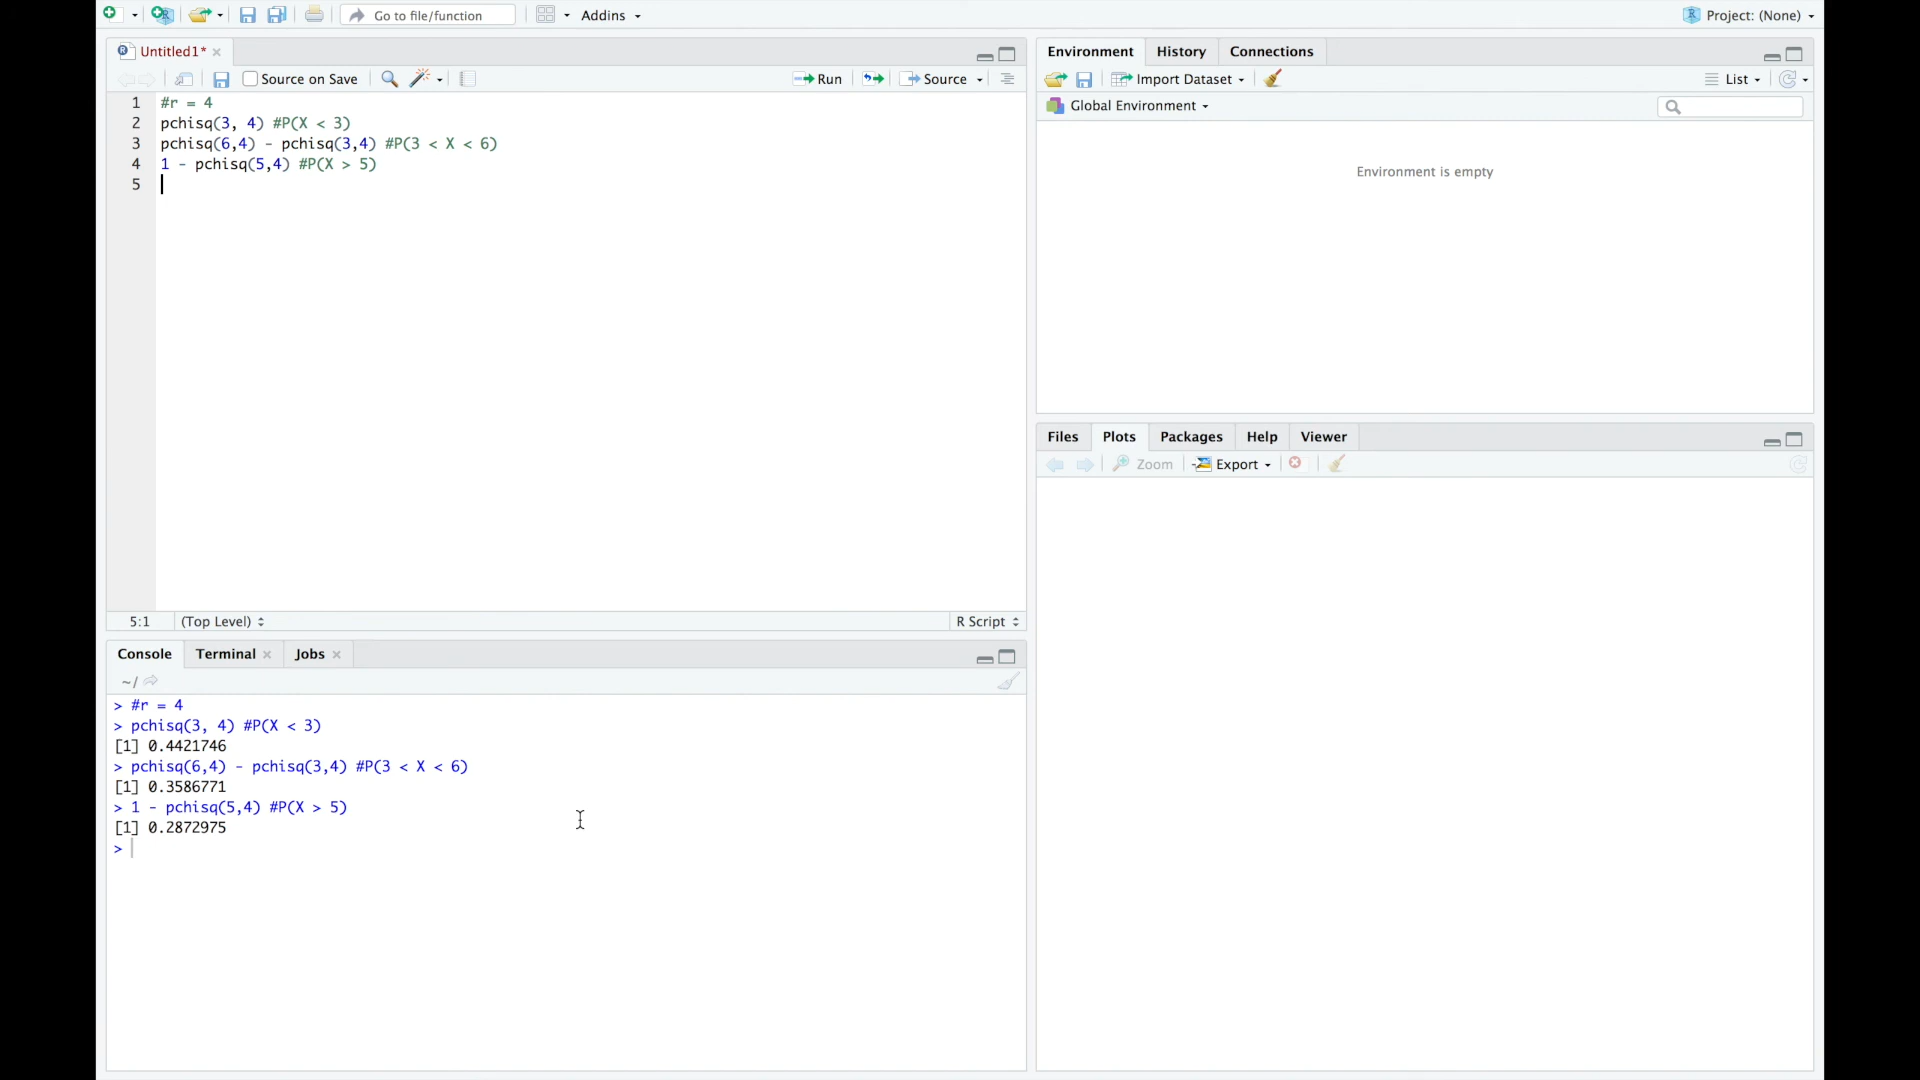 Go to file/function
Addins
Project: (None)
Untitled1*
Source on Save
Run
Source
1 #r = 4
2 pchisq(3, 4) #P(X < 3)
3 pchisq(6,4) - pchisq(3,4) #P(3 < X < 6)
4 1 - pchisq(5,4) #P(X > 5)
5
5:1
(Top Level)
R Script
Console
Terminal
Jobs
~/
> #r = 4
> pchisq(3, 4) #P(X < 3)
[1] 0.4421746
> pchisq(6,4) - pchisq(3,4) #P(3 < X < 6)
[1] 0.3586771
> 1 - pchisq(5,4) #P(X > 5)
[1] 0.2872975
>
Environment
History
Connections
Import Dataset
List
Global Environment
Environment is empty
Files
Plots
Packages
Help
Viewer
Zoom
Export